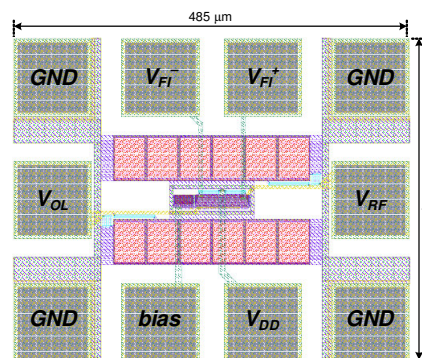 485 μm
GND V_FI⁻ V_FI⁺ GND
V_OL V_RF
GND bias V_DD GND